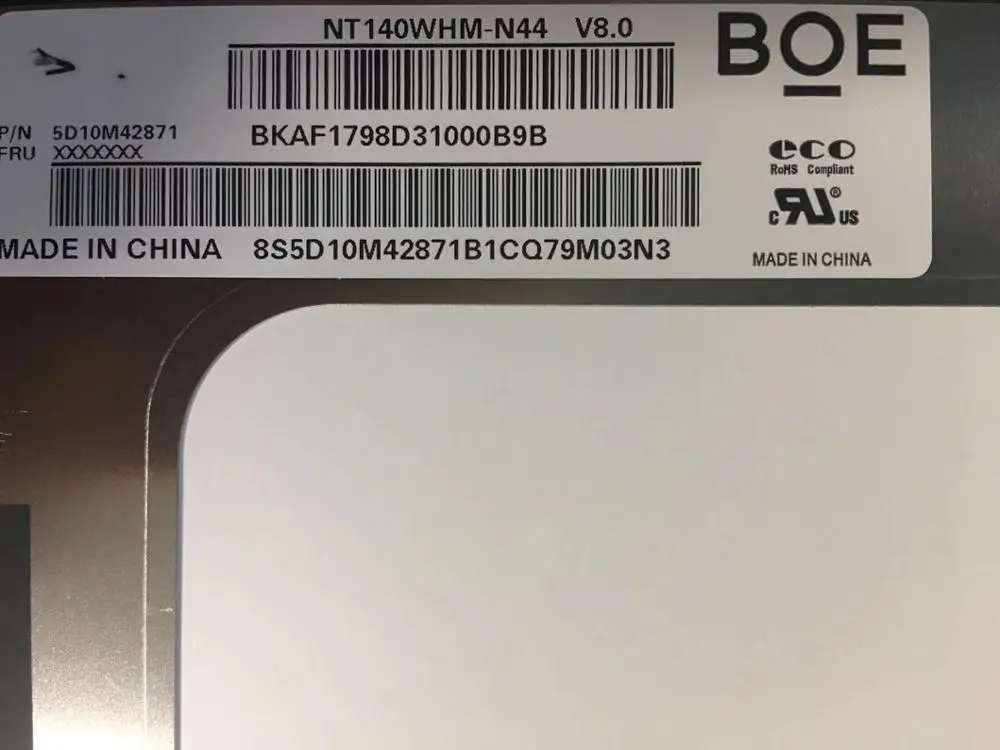 NT140WHM-N44 V8.0
BOE
P/N 5D10M42871
FRU XXXXXXX
BKAF1798D31000B9B
eco
RoHS Compliant
c RU ® US
MADE IN CHINA 8S5D10M42871B1CQ79M03N3
MADE IN CHINA